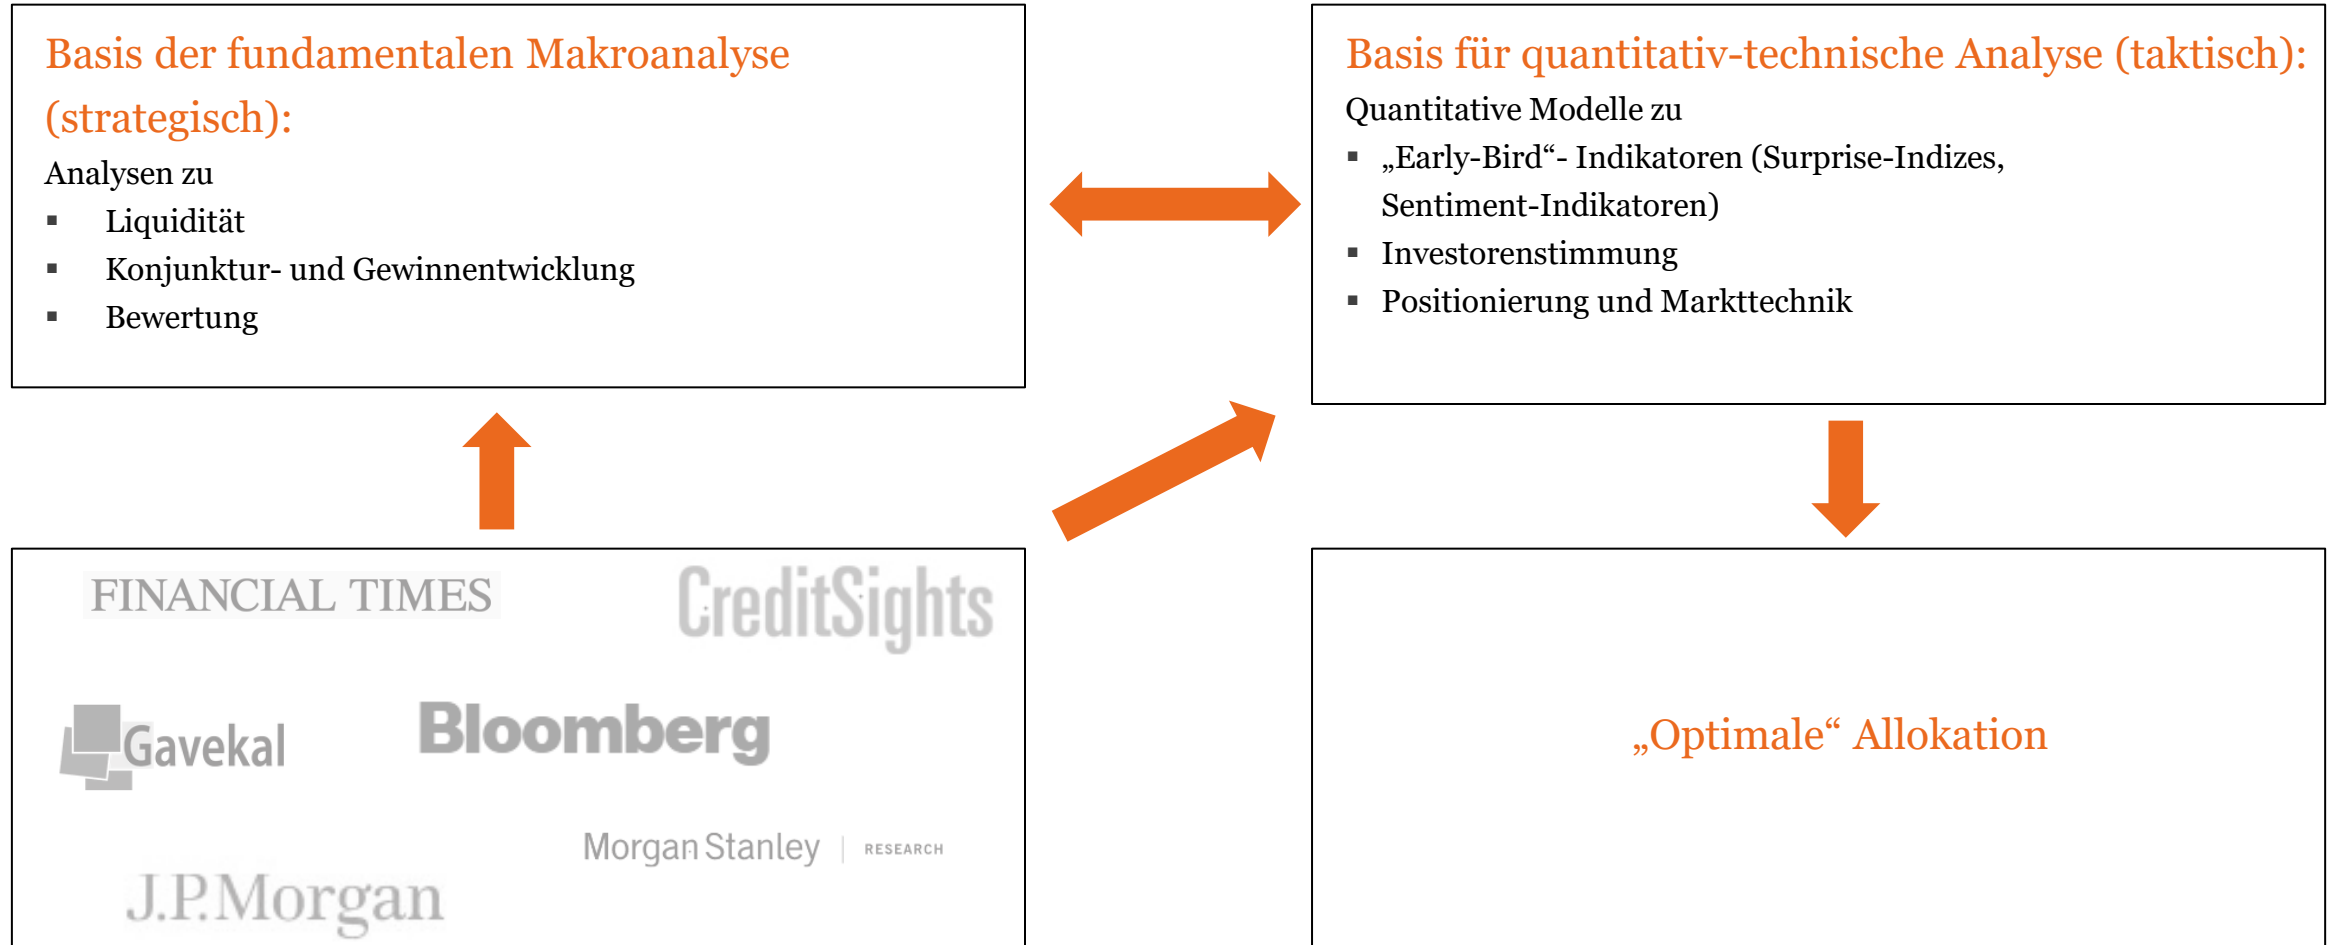 Basis der fundamentalen Makroanalyse
(strategisch):
Analysen zu
▪ Liquidität
▪ Konjunktur- und Gewinnentwicklung
▪ Bewertung
Basis für quantitativ-technische Analyse (taktisch):
Quantitative Modelle zu
▪ „Early-Bird“- Indikatoren (Surprise-Indizes,
Sentiment-Indikatoren)
▪ Investorenstimmung
▪ Positionierung und Markttechnik
FINANCIAL TIMES
CreditSights
Gavekal
Bloomberg
Morgan Stanley | RESEARCH
J.P.Morgan
„Optimale“ Allokation